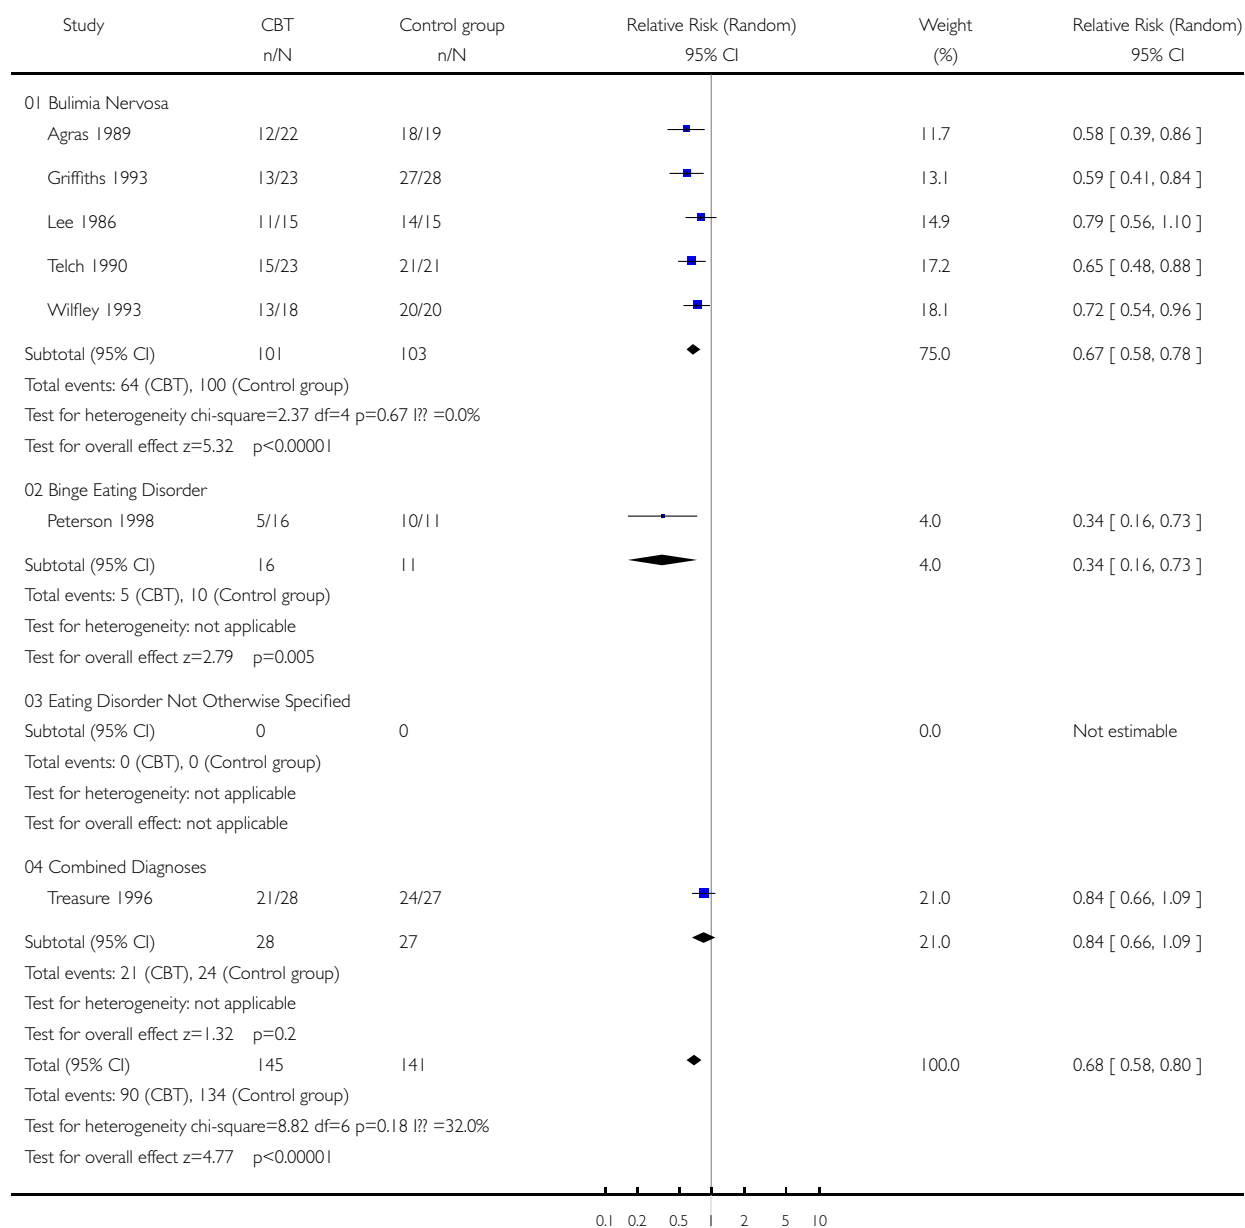 Study CBT Control group Relative Risk (Random) Weight Relative Risk (Random)
n/N n/N 95% CI (%) 95% CI
01 Bulimia Nervosa
Agras 1989 12/22 18/19 11.7 0.58 [ 0.39, 0.86 ]
Griffiths 1993 13/23 27/28 13.1 0.59 [ 0.41, 0.84 ]
Lee 1986 11/15 14/15 14.9 0.79 [ 0.56, 1.10 ]
Telch 1990 15/23 21/21 17.2 0.65 [ 0.48, 0.88 ]
Wilfley 1993 13/18 20/20 18.1 0.72 [ 0.54, 0.96 ]
Subtotal (95% CI) 101 103 75.0 0.67 [ 0.58, 0.78 ]
Total events: 64 (CBT), 100 (Control group)
Test for heterogeneity chi-square=2.37 df=4 p=0.67 I?? =0.0%
Test for overall effect z=5.32 p<0.00001
02 Binge Eating Disorder
Peterson 1998 5/16 10/11 4.0 0.34 [ 0.16, 0.73 ]
Subtotal (95% CI) 16 11 4.0 0.34 [ 0.16, 0.73 ]
Total events: 5 (CBT), 10 (Control group)
Test for heterogeneity: not applicable
Test for overall effect z=2.79 p=0.005
03 Eating Disorder Not Otherwise Specified
Subtotal (95% CI) 0 0 0.0 Not estimable
Total events: 0 (CBT), 0 (Control group)
Test for heterogeneity: not applicable
Test for overall effect: not applicable
04 Combined Diagnoses
Treasure 1996 21/28 24/27 21.0 0.84 [ 0.66, 1.09 ]
Subtotal (95% CI) 28 27 21.0 0.84 [ 0.66, 1.09 ]
Total events: 21 (CBT), 24 (Control group)
Test for heterogeneity: not applicable
Test for overall effect z=1.32 p=0.2
Total (95% CI) 145 141 100.0 0.68 [ 0.58, 0.80 ]
Total events: 90 (CBT), 134 (Control group)
Test for heterogeneity chi-square=8.82 df=6 p=0.18 I?? =32.0%
Test for overall effect z=4.77 p<0.00001
0.1 0.2 0.5 1 2 5 10